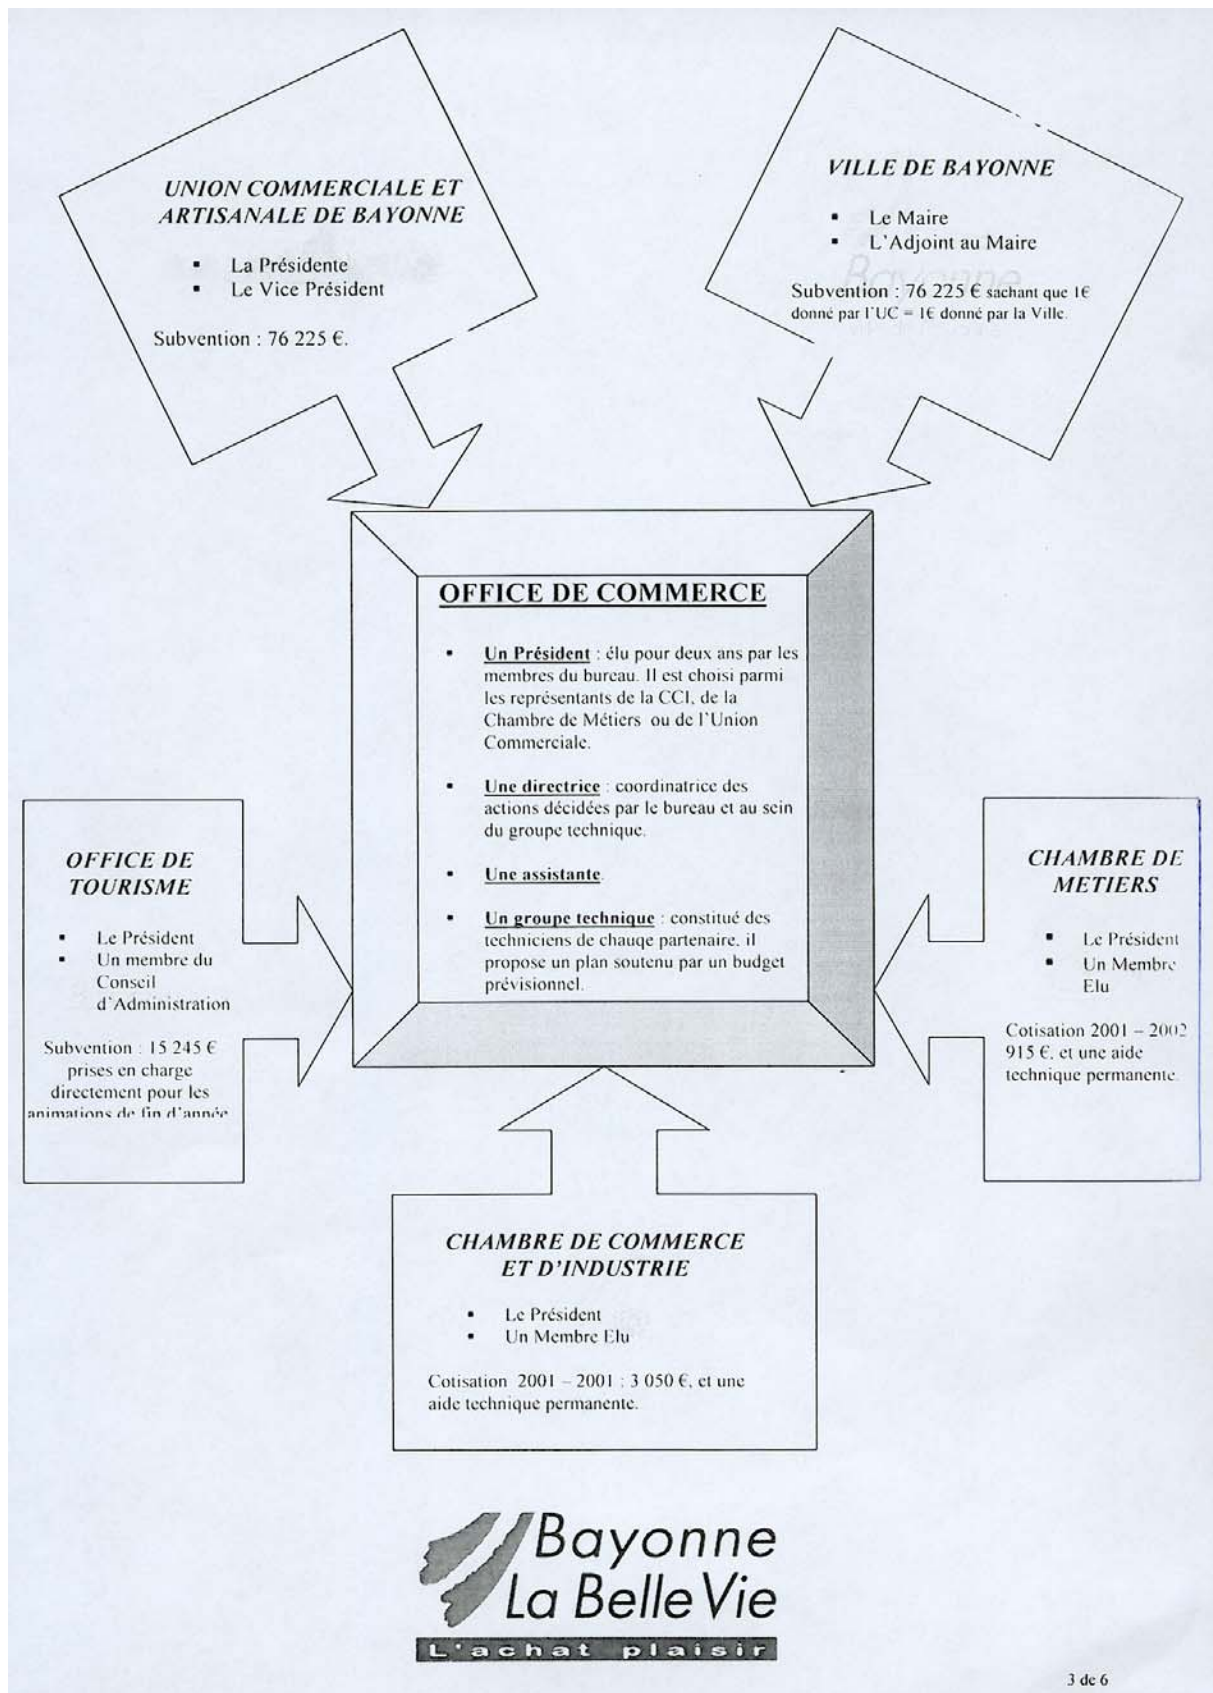 UNION COMMERCIALE ET
ARTISANALE DE BAYONNE
▪ La Présidente
▪ Le Vice Président
Subvention : 76 225 €.
VILLE DE BAYONNE
▪ Le Maire
▪ L'Adjoint au Maire
Subvention : 76 225 € sachant que 1€
donné par l'UC = 1€ donné par la Ville.
OFFICE DE COMMERCE
▪ Un Président : élu pour deux ans par les
membres du bureau. Il est choisi parmi
les représentants de la CCI, de la
Chambre de Métiers ou de l'Union
Commerciale.
▪ Une directrice : coordinatrice des
actions décidées par le bureau et au sein
du groupe technique.
▪ Une assistante.
▪ Un groupe technique : constitué des
techniciens de chauqe partenaire, il
propose un plan soutenu par un budget
prévisionnel.
OFFICE DE
TOURISME
▪ Le Président
▪ Un membre du
Conseil
d'Administration
Subvention : 15 245 €
prises en charge
directement pour les
animations de fin d'année
CHAMBRE DE
METIERS
▪ Le Président
▪ Un Membre
Elu
Cotisation 2001 – 2002
915 €, et une aide
technique permanente.
CHAMBRE DE COMMERCE
ET D'INDUSTRIE
▪ Le Président
▪ Un Membre Elu
Cotisation 2001 – 2001 : 3 050 €, et une
aide technique permanente.
Bayonne
La Belle Vie
L'achat plaisir
3 de 6